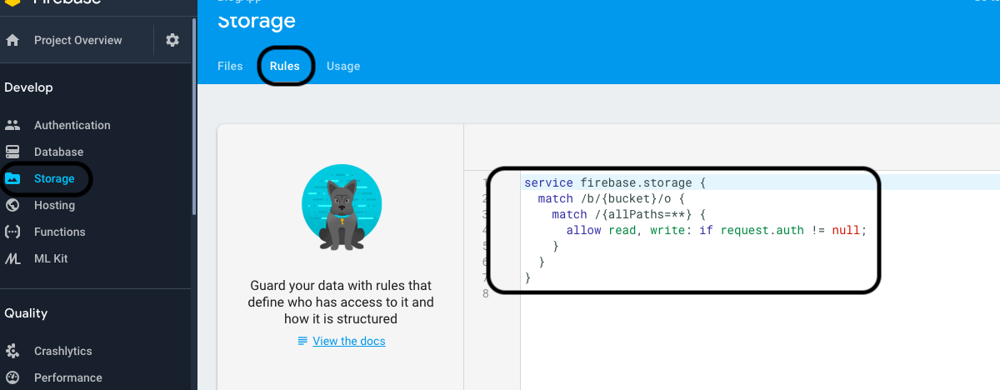 Firebase
Project Overview
Develop
Authentication
Database
Storage
Hosting
Functions
ML Kit
Quality
Crashlytics
Performance
BlogApp
Storage
Files
Rules
Usage
Guard your data with rules that
define who has access to it and
how it is structured
View the docs
1 service firebase.storage {
2 match /b/{bucket}/o {
3 match /{allPaths=**} {
4 allow read, write: if request.auth != null;
5 }
6 }
7 }
8